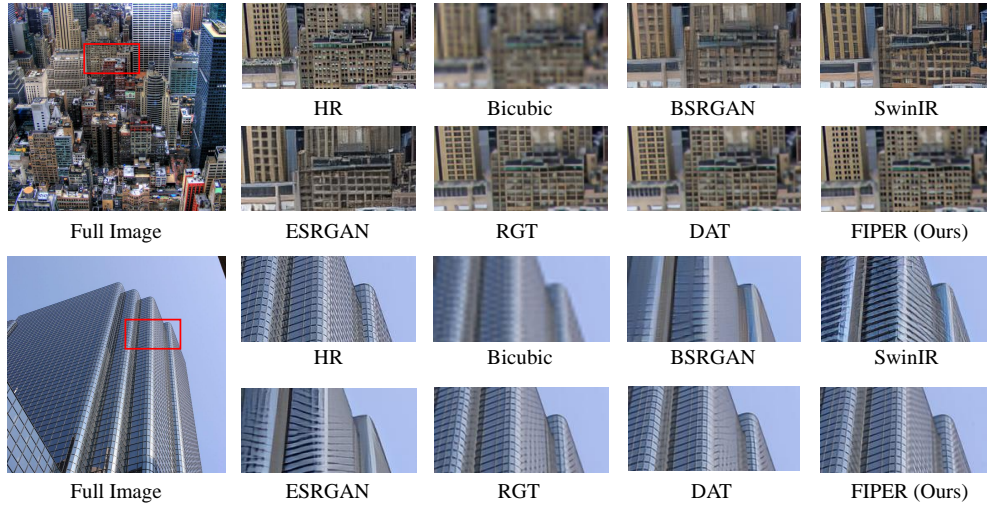 HR Bicubic BSRGAN SwinIR
Full Image ESRGAN RGT DAT FIPER (Ours)
HR Bicubic BSRGAN SwinIR
Full Image ESRGAN RGT DAT FIPER (Ours)